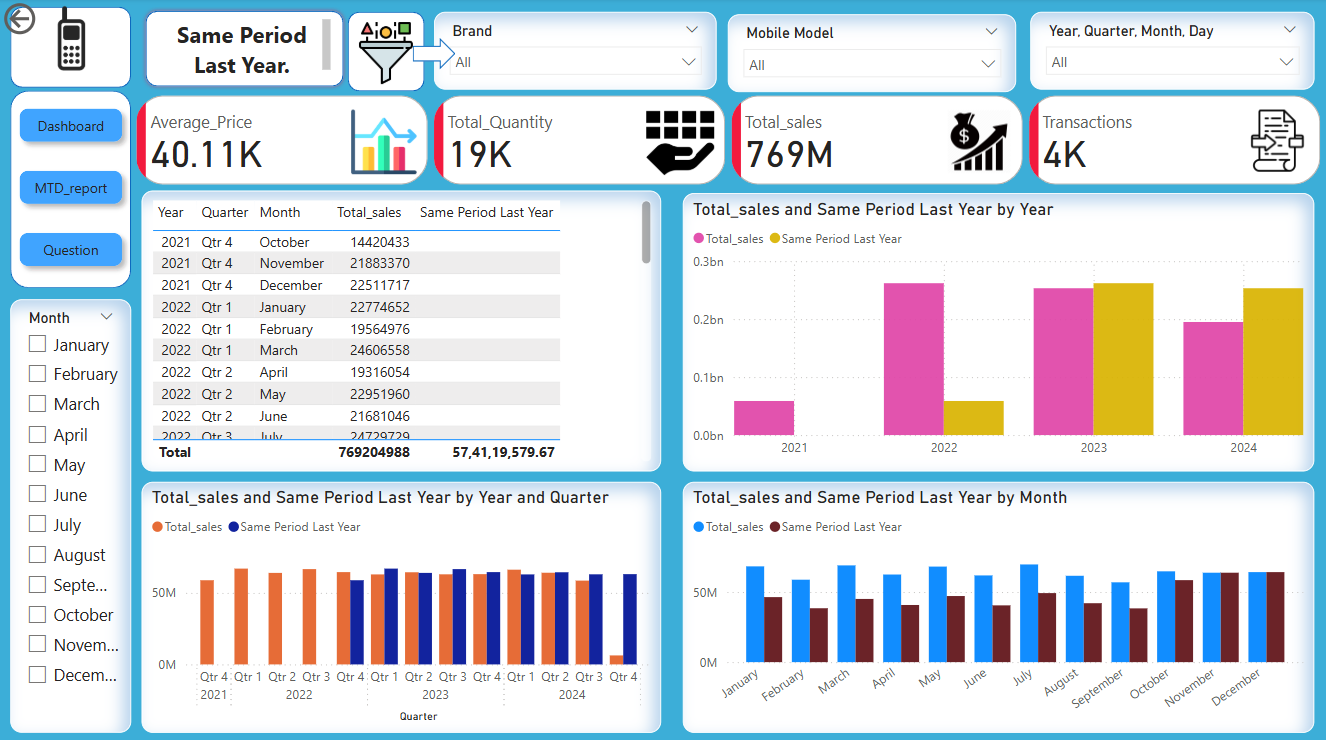 Same Period
Last Year.
Brand
All
Mobile Model
All
Year, Quarter, Month, Day
All
Dashboard
MTD_report
Question
Average_Price
40.11K
Total_Quantity
19K
$
Total_sales
769M
Transactions
4K
Month
January
February
March
April
May
June
July
August
Septe...
October
Novem...
Decem...
Year Quarter Month Total_sales Same Period Last Year
2021 Qtr 4 October 14420433
2021 Qtr 4 November 21883370
2021 Qtr 4 December 22511717
2022 Qtr 1 January 22774652
2022 Qtr 1 February 19564976
2022 Qtr 1 March 24606558
2022 Qtr 2 April 19316054
2022 Qtr 2 May 22951960
2022 Qtr 2 June 21681046
2022 Qtr 3 July 24729729
Total 769204988 57,41,19,579.67
Total_sales and Same Period Last Year by Year
Total_sales Same Period Last Year
0.3bn
0.2bn
0.1bn
0.0bn
2021 2022 2023 2024
Total_sales and Same Period Last Year by Year and Quarter
Total_sales Same Period Last Year
50M
0M
Qtr 4 Qtr 1 Qtr 2 Qtr 3 Qtr 4 Qtr 1 Qtr 2 Qtr 3 Qtr 4 Qtr 1 Qtr 2 Qtr 3 Qtr 4
2021 2022 2023 2024
Quarter
Total_sales and Same Period Last Year by Month
Total_sales Same Period Last Year
50M
0M
January February March April May June July August September October November December